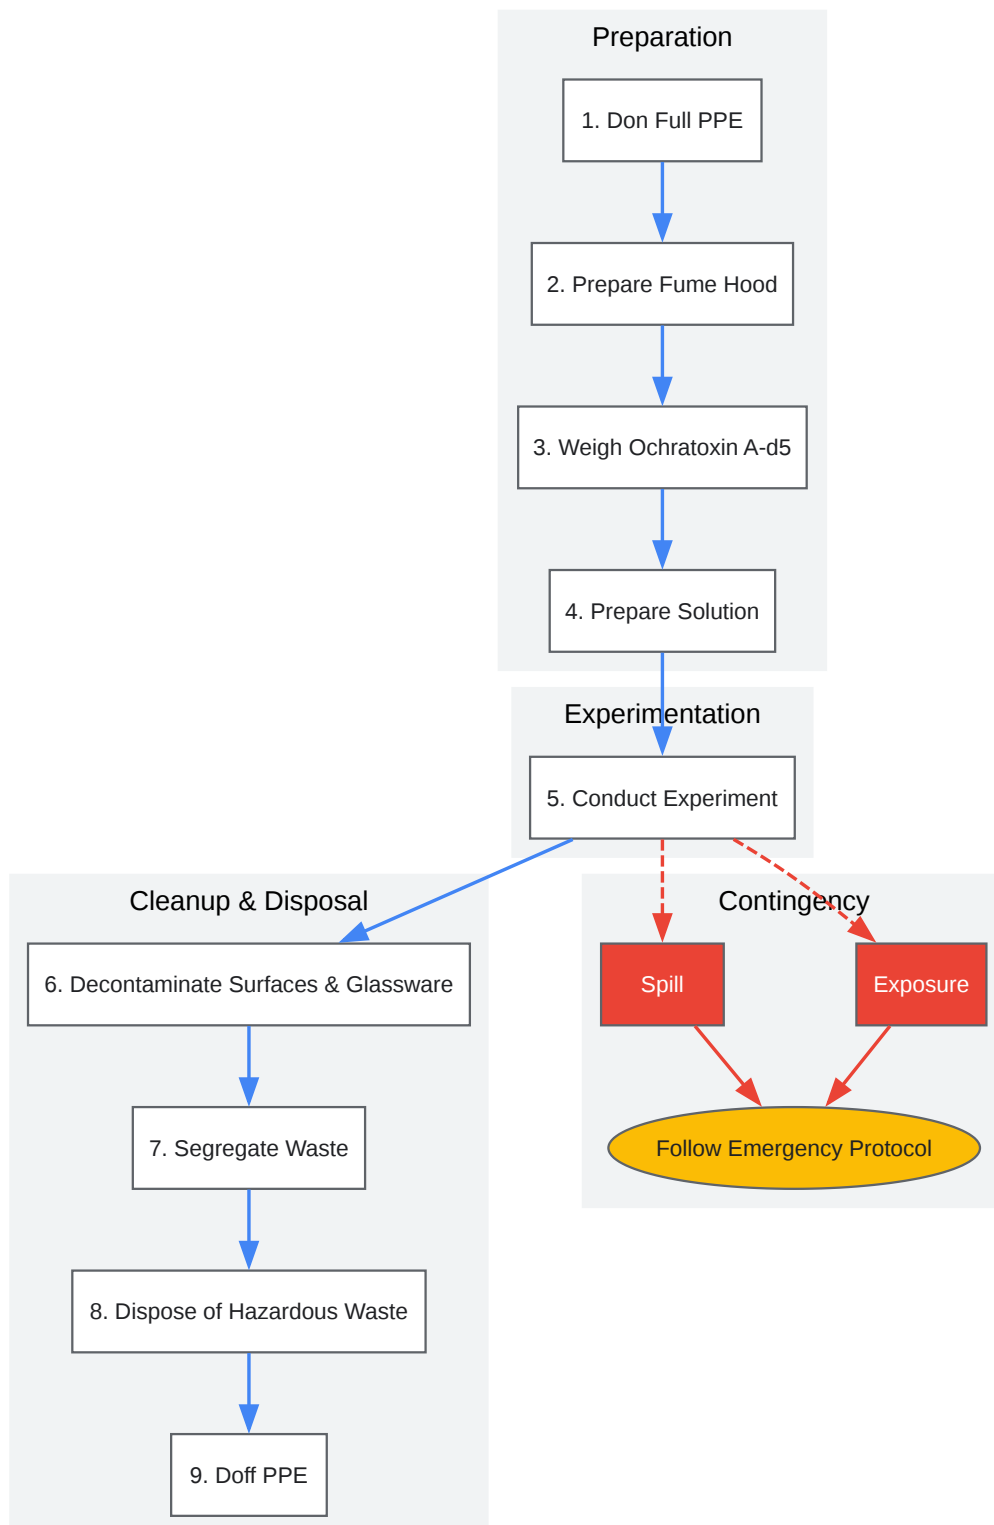 Preparation
1. Don Full PPE
2. Prepare Fume Hood
3. Weigh Ochratoxin A-d5
4. Prepare Solution
Experimentation
5. Conduct Experiment
Cleanup & Disposal
6. Decontaminate Surfaces & Glassware
7. Segregate Waste
8. Dispose of Hazardous Waste
9. Doff PPE
Contingency
Spill
Exposure
Follow Emergency Protocol